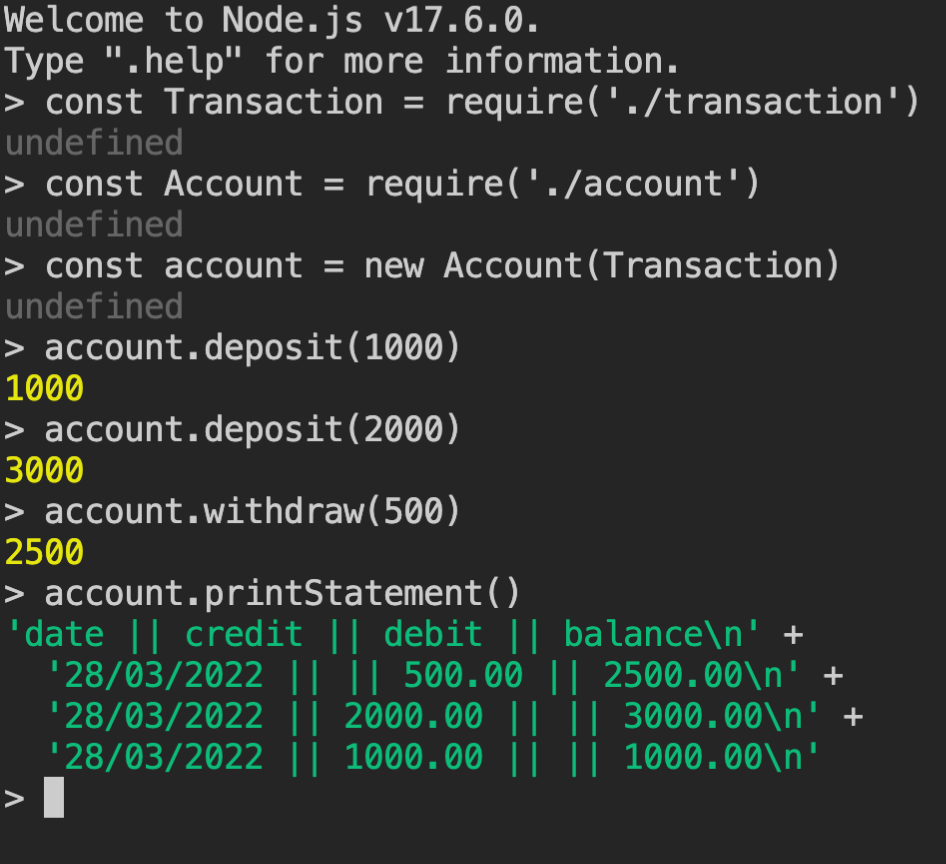 Welcome to Node.js v17.6.0.
Type ".help" for more information.
> const Transaction = require('./transaction')
undefined
> const Account = require('./account')
undefined
> const account = new Account(Transaction)
undefined
> account.deposit(1000)
1000
> account.deposit(2000)
3000
> account.withdraw(500)
2500
> account.printStatement()
'date || credit || debit || balance\n' +
  '28/03/2022 || || 500.00 || 2500.00\n' +
  '28/03/2022 || 2000.00 || || 3000.00\n' +
  '28/03/2022 || 1000.00 || || 1000.00\n'
>